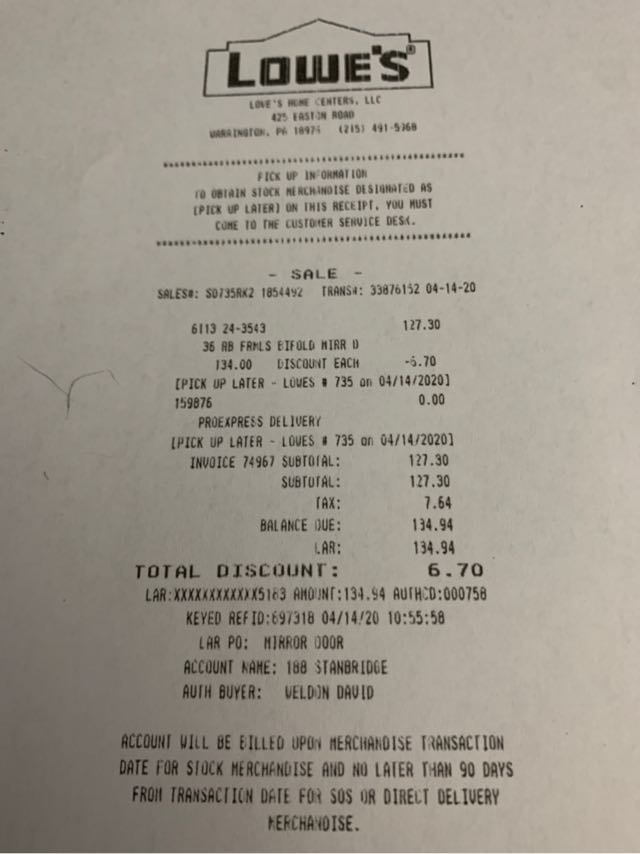 LOWE'S
LOWE'S HOME CENTERS, LLC
425 EASTON ROAD
WARRINGTON, PA 18976 (215) 491-5368
PICK UP INFORMATION
TO OBTAIN STOCK MERCHANDISE DESIGNATED AS
[PICK UP LATER] ON THIS RECEIPT, YOU MUST
COME TO THE CUSTOMER SERVICE DESK.
- SALE -
SALES#: S0735RK2 1854492 TRANS#: 33876152 04-14-20
6113 24-3543 127.30
36 AB FRMLS BIFOLD MIRR D
134.00 DISCOUNT EACH -6.70
[PICK UP LATER - LOWES # 735 on 04/14/2020]
159876 0.00
PROEXPRESS DELIVERY
[PICK UP LATER - LOWES # 735 on 04/14/2020]
INVOICE 74967 SUBTOTAL: 127.30
SUBTOTAL: 127.30
TAX: 7.64
BALANCE DUE: 134.94
LAR: 134.94
TOTAL DISCOUNT: 6.70
LAR:XXXXXXXXXXXX5183 AMOUNT:134.94 AUTHCD:000758
KEYED REFID:697318 04/14/20 10:55:58
LAR PO: MIRROR DOOR
ACCOUNT NAME: 188 STANBRIDGE
AUTH BUYER: WELDON DAVID
ACCOUNT WILL BE BILLED UPON MERCHANDISE TRANSACTION
DATE FOR STOCK MERCHANDISE AND NO LATER THAN 90 DAYS
FROM TRANSACTION DATE FOR SOS OR DIRECT DELIVERY
MERCHANDISE.